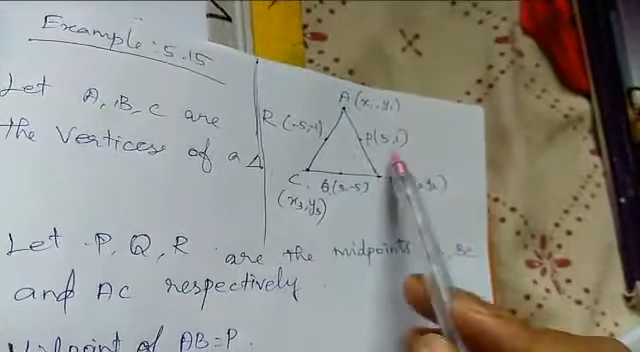 Example : 5.15
Let A, B, C are
the Vertices of a Δ
A (x₁, y₁)
R (-5,-1)
P(5,1)
C
Q(3,-5)
(x₃,y₃)
Let P, Q, R are the midpoints
BC
and AC respectively
Midpoint of AB=P.